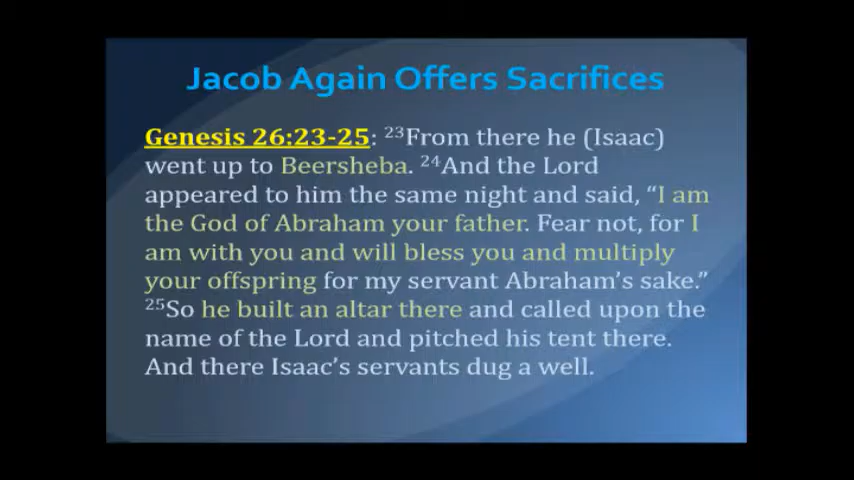 Jacob Again Offers Sacrifices
Genesis 26:23-25: ²³From there he (Isaac)
went up to Beersheba. ²⁴And the Lord
appeared to him the same night and said, “I am
the God of Abraham your father. Fear not, for I
am with you and will bless you and multiply
your offspring for my servant Abraham’s sake.”
²⁵So he built an altar there and called upon the
name of the Lord and pitched his tent there.
And there Isaac’s servants dug a well.